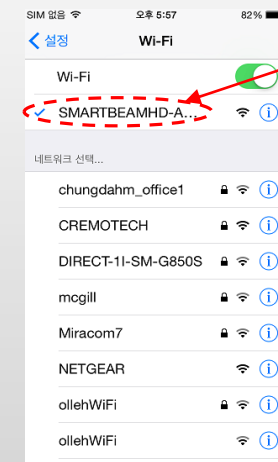 SIM 없음 오후 5:57 82%
설정 Wi-Fi
Wi-Fi
SMARTBEAMHD-A...
네트워크 선택...
chungdahm_office1
CREMOTECH
DIRECT-1I-SM-G850S
mcgill
Miracom7
NETGEAR
ollehWiFi
ollehWiFi